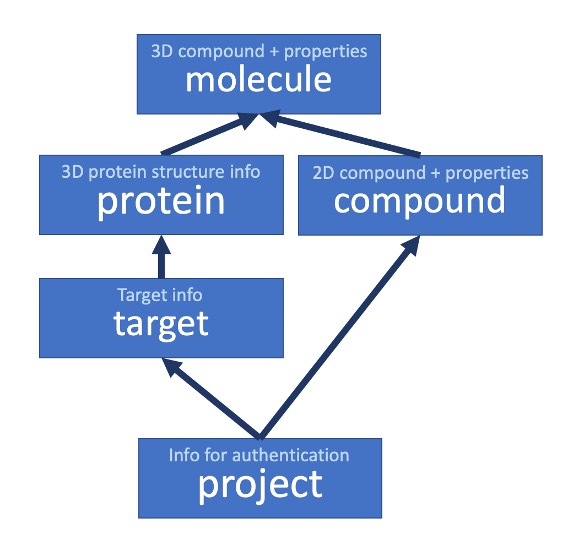 3D compound + properties
molecule
3D protein structure info
protein
2D compound + properties
compound
Target info
target
Info for authentication
project